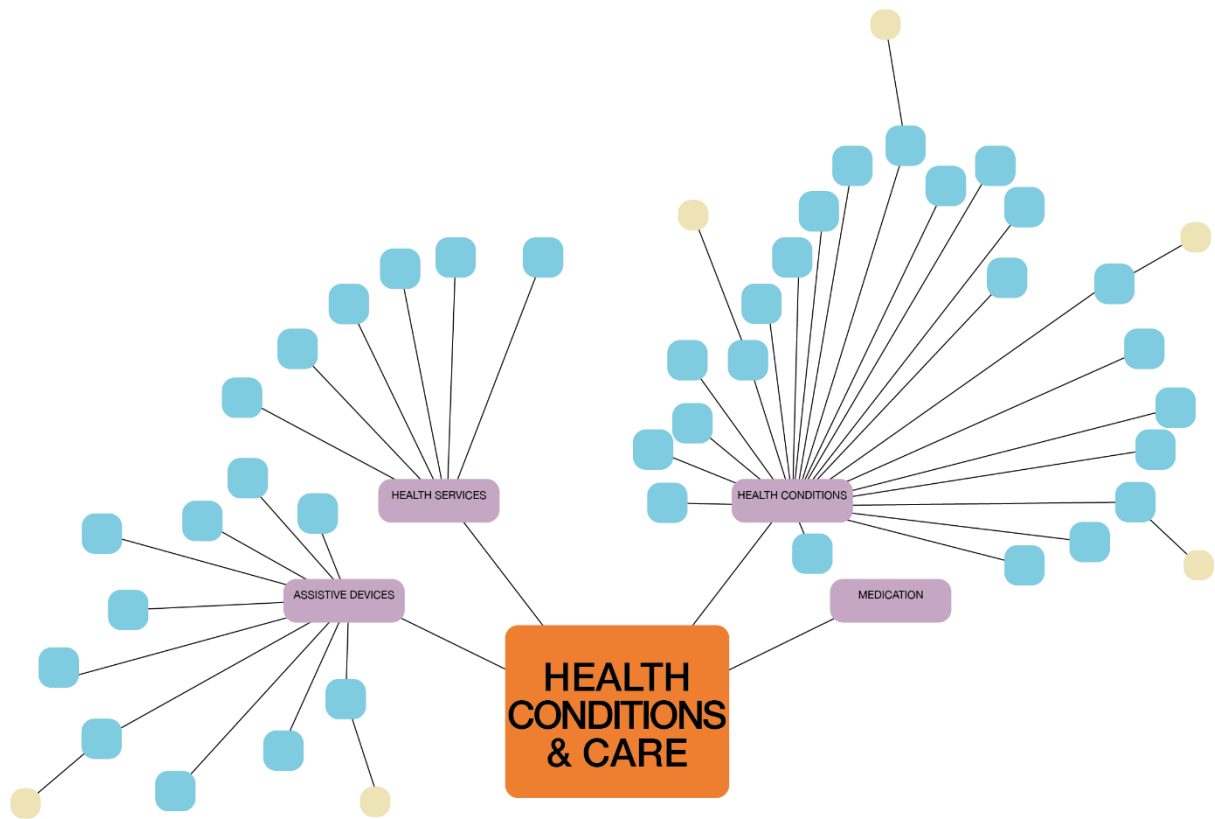 HEALTH SERVICES
HEALTH CONDITIONS
ASSISTIVE DEVICES
MEDICATION
HEALTH
CONDITIONS
& CARE